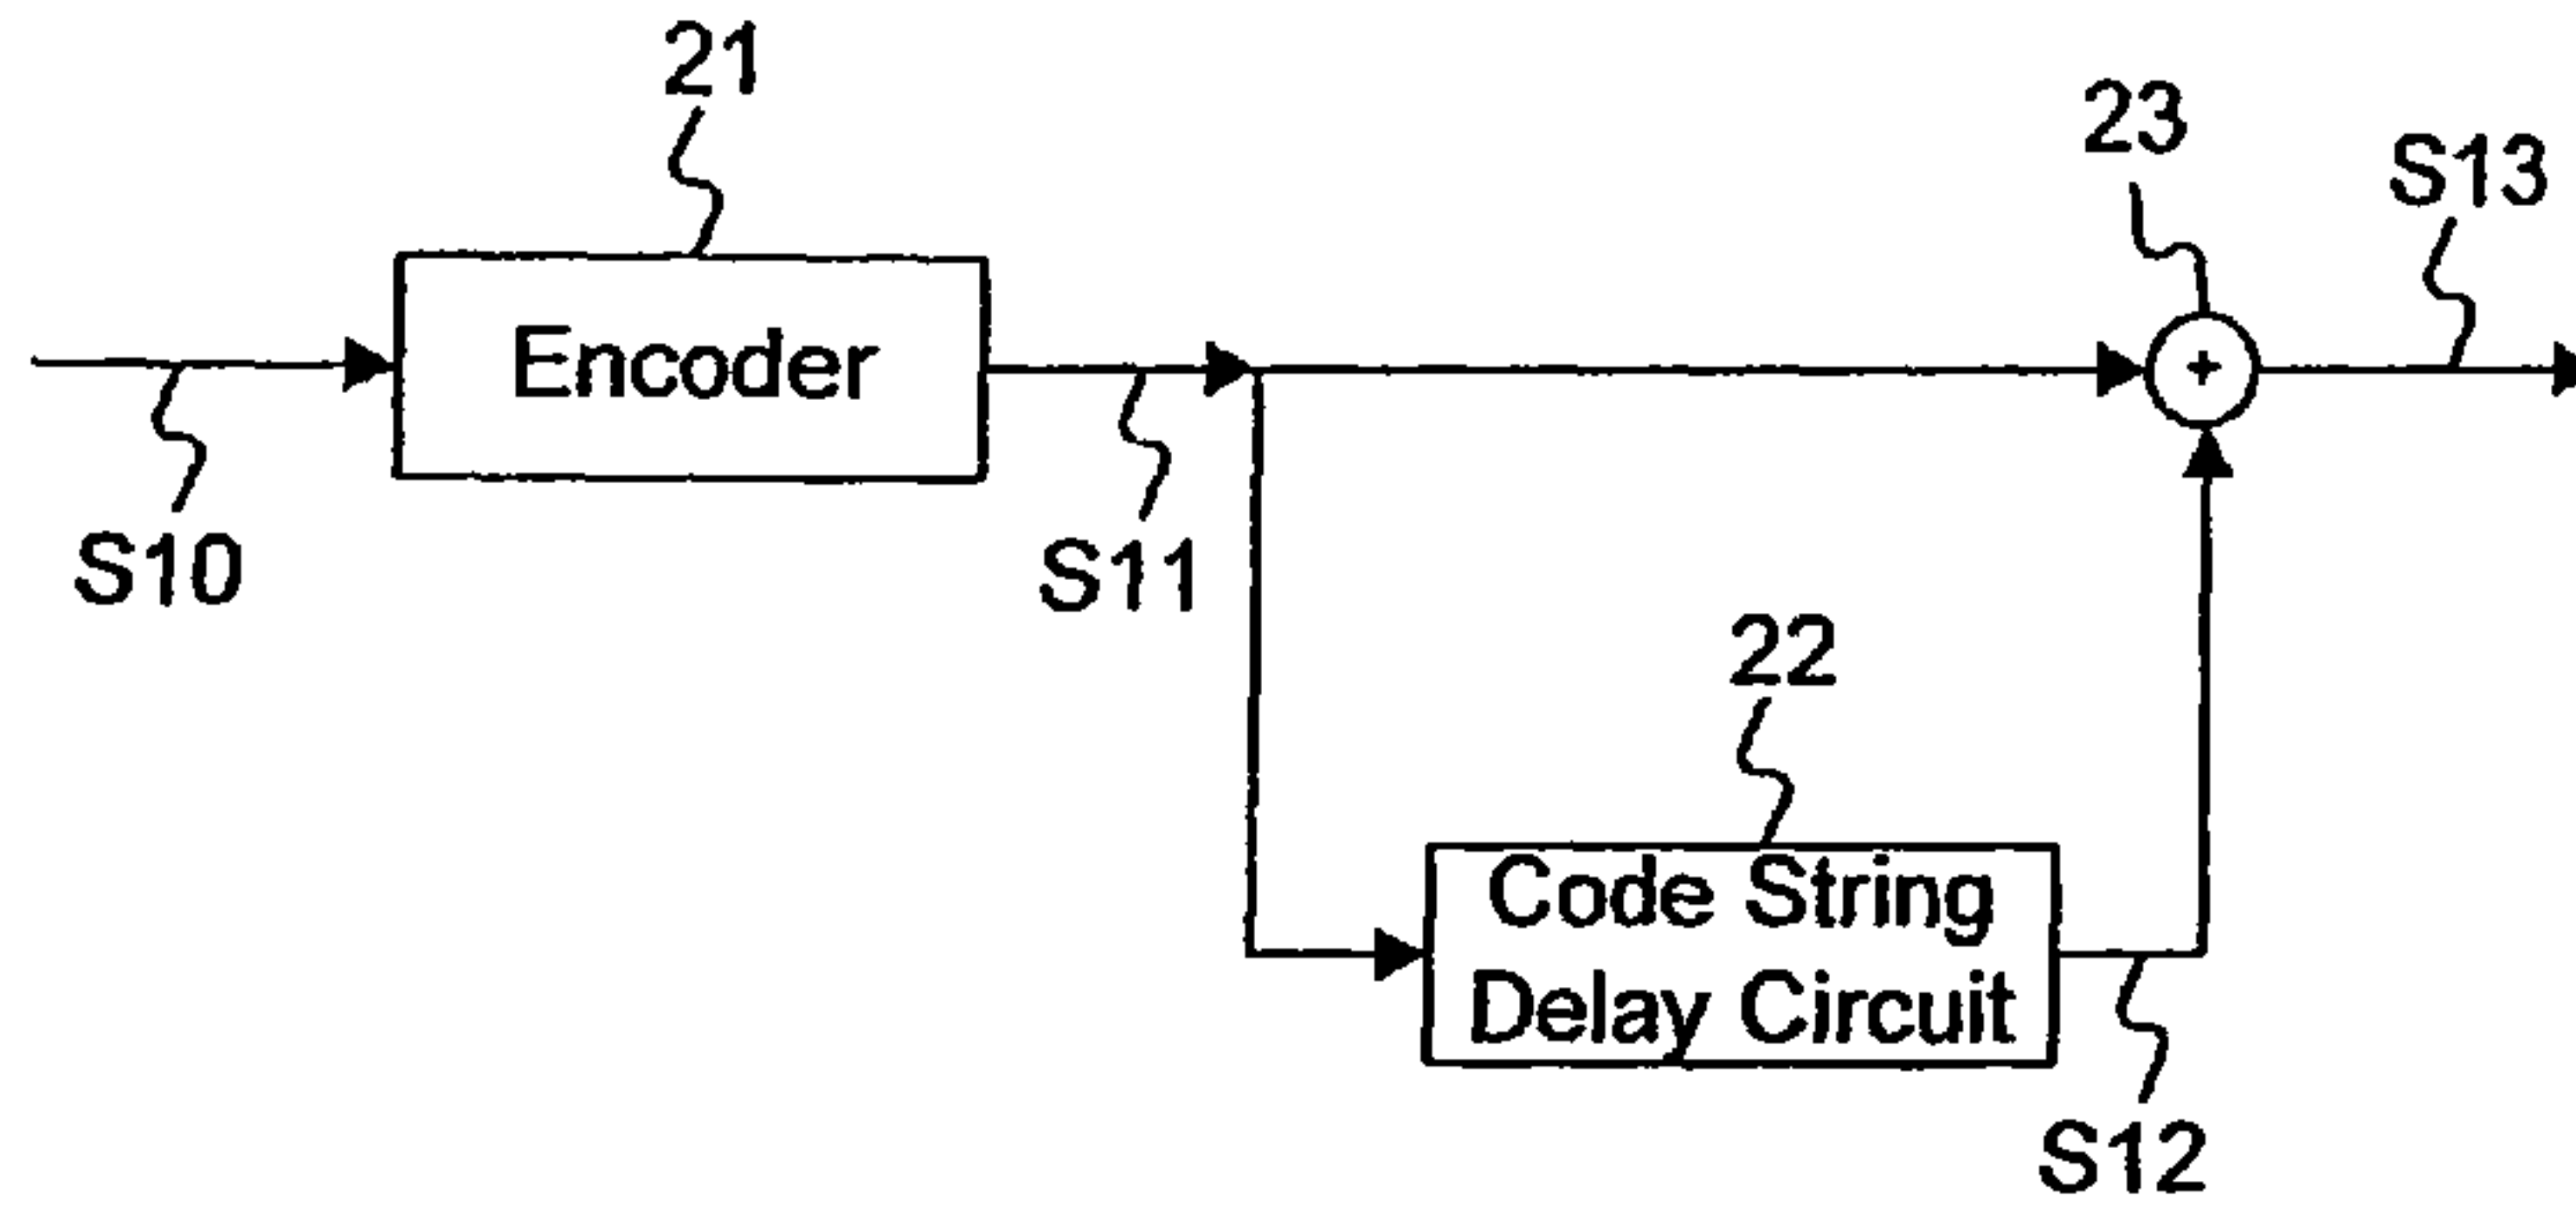 21
23
S13
Encoder
+
S10
S11
22
Code String
Delay Circuit
S12